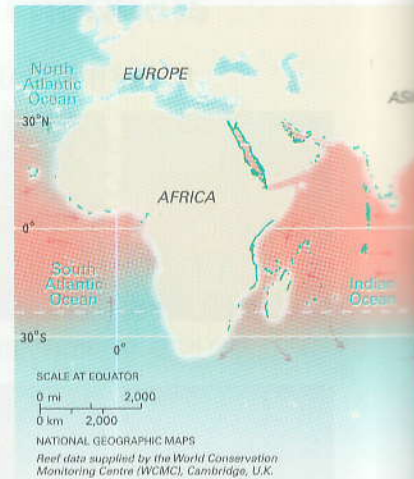 North
Atlantic
Ocean
EUROPE
30°N
AFRICA
0°
South
Atlantic
Ocean
30°S
0°
SCALE AT EQUATOR
0 mi 2,000
0 km 2,000
NATIONAL GEOGRAPHIC MAPS
Reef data supplied by the World Conservation
Monitoring Centre (WCMC), Cambridge, U.K.
AS
Indian
Ocean